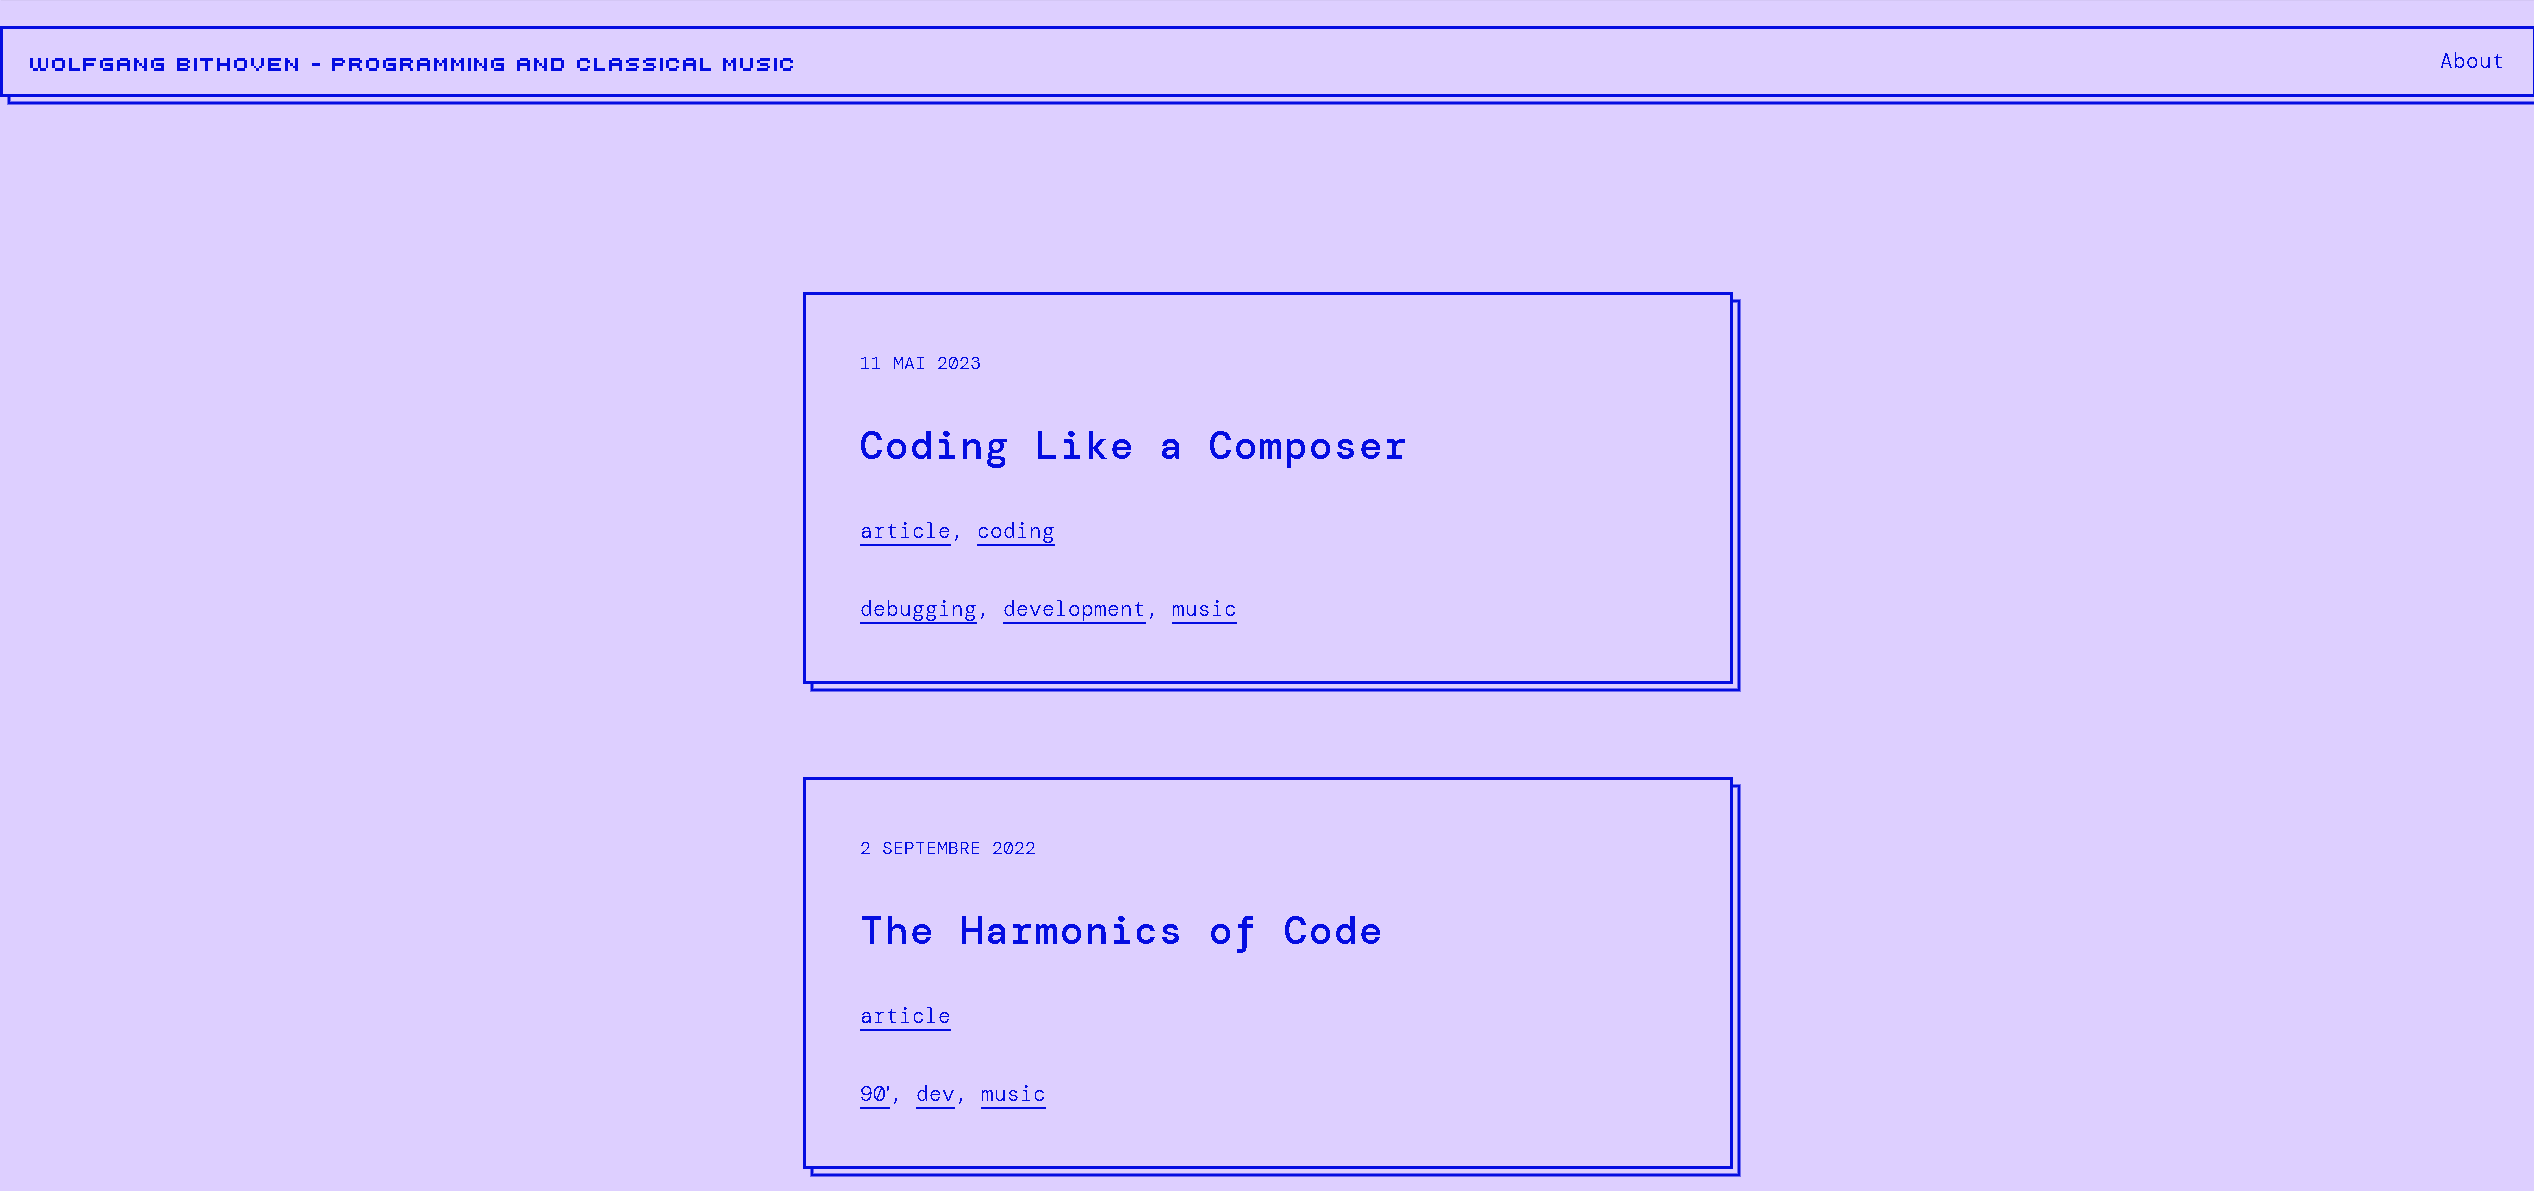 WOLFGANG BITHOVEN - PROGRAMMING AND CLASSICAL MUSIC
About
11 MAI 2023
Coding Like a Composer
article, coding
debugging, development, music
2 SEPTEMBRE 2022
The Harmonics of Code
article
90', dev, music